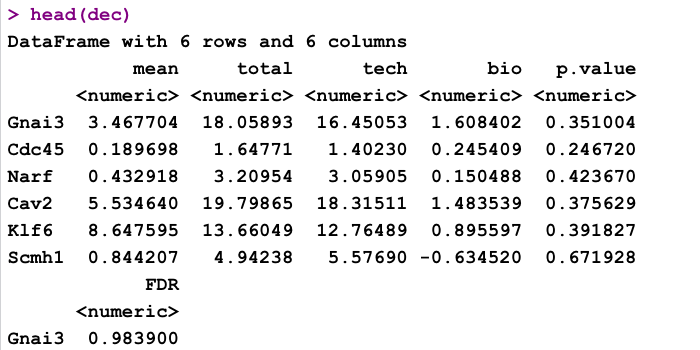 > head(dec)
DataFrame with 6 rows and 6 columns
mean total tech bio p.value
<numeric> <numeric> <numeric> <numeric> <numeric>
Gnai3 3.467704 18.05893 16.45053 1.608402 0.351004
Cdc45 0.189698 1.64771 1.40230 0.245409 0.246720
Narf 0.432918 3.20954 3.05905 0.150488 0.423670
Cav2 5.534640 19.79865 18.31511 1.483539 0.375629
Klf6 8.647595 13.66049 12.76489 0.895597 0.391827
Scmh1 0.844207 4.94238 5.57690 -0.634520 0.671928
FDR
<numeric>
Gnai3 0.983900